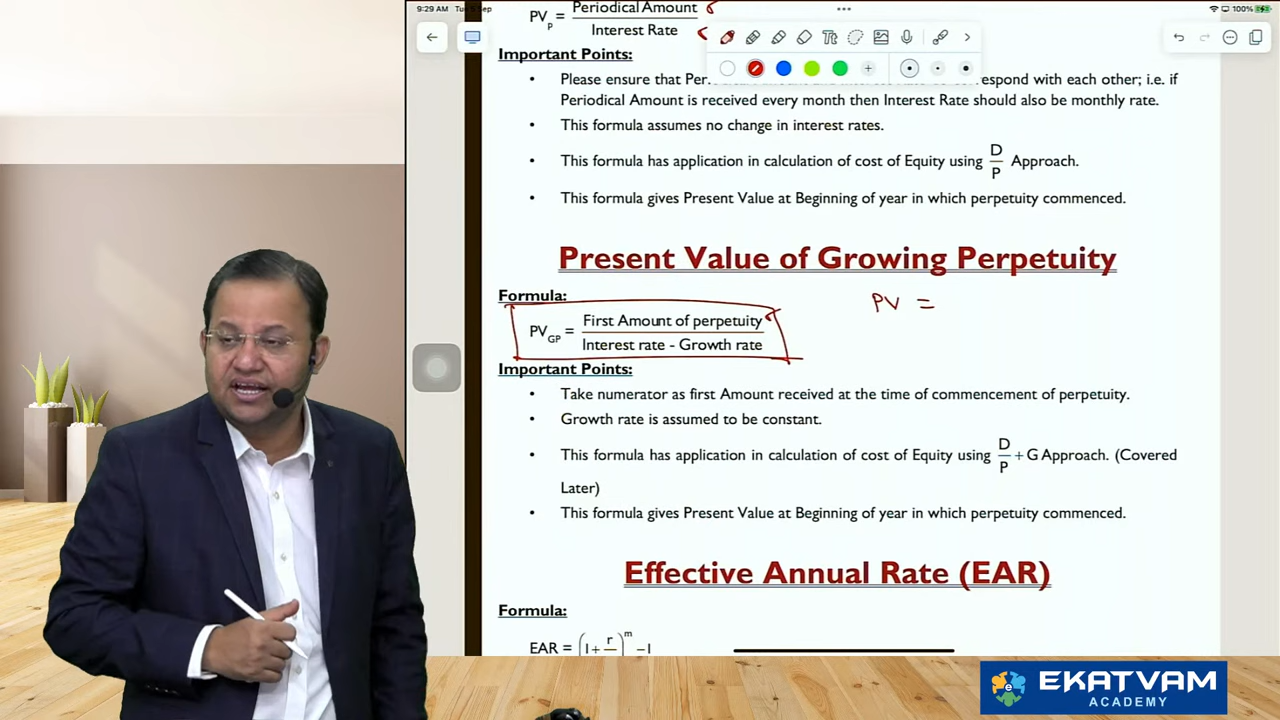 9:29 AM Tue 5 Sep
100%
PVP = Periodical Amount / Interest Rate
Important Points:
• Please ensure that Per
spond with each other; i.e. if
Periodical Amount is received every month then Interest Rate should also be monthly rate.
• This formula assumes no change in interest rates.
• This formula has application in calculation of cost of Equity using D/P Approach.
• This formula gives Present Value at Beginning of year in which perpetuity commenced.
Present Value of Growing Perpetuity
Formula:
PV =
PVGP = First Amount of perpetuity / Interest rate - Growth rate
Important Points:
• Take numerator as first Amount received at the time of commencement of perpetuity.
• Growth rate is assumed to be constant.
• This formula has application in calculation of cost of Equity using D/P + G Approach. (Covered
Later)
• This formula gives Present Value at Beginning of year in which perpetuity commenced.
Effective Annual Rate (EAR)
Formula:
EAR = (1+ r )m -1
EKATVAM
ACADEMY